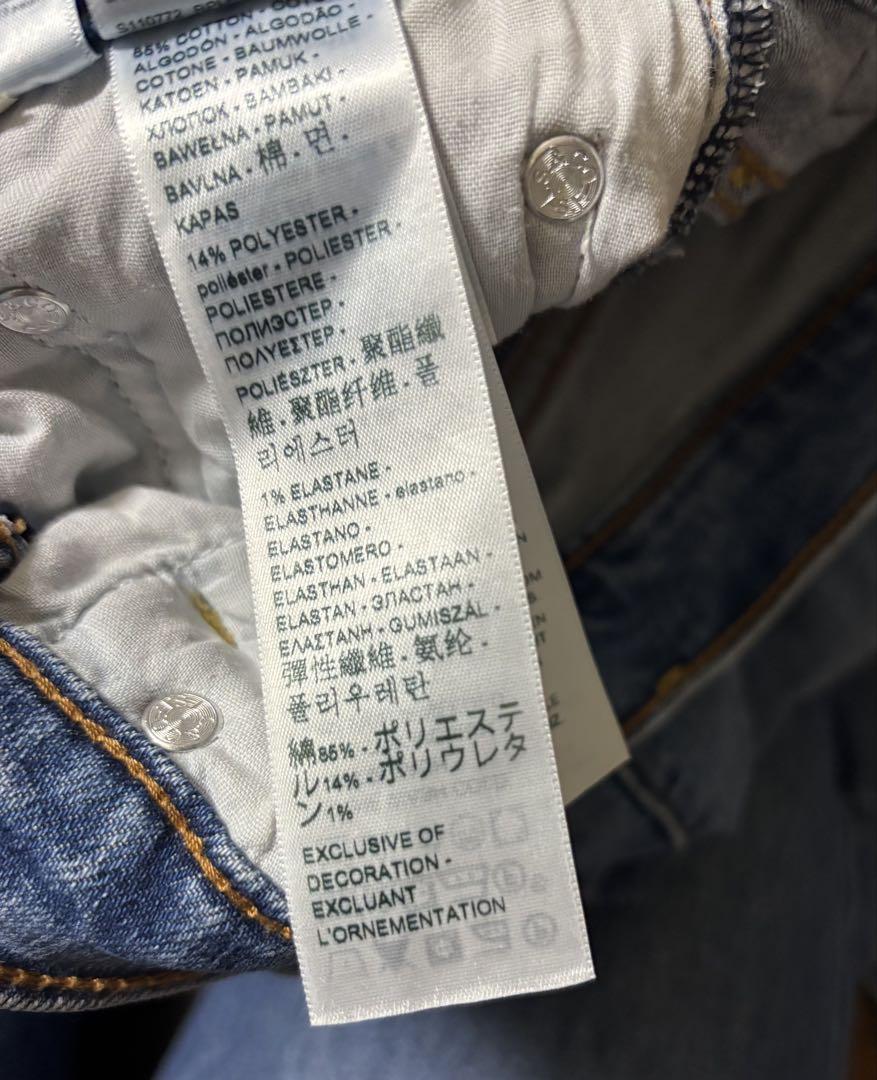 S110772
85% COTTON
ALGODÓN - ALGODÃO -
COTONE - BAUMWOLLE -
KATOEN - PAMUK -
ХЛОПОК - BAMBAKI -
BAWEŁNA - PAMUT -
BAVLNA - 棉 - 면 -
KAPAS
14% POLYESTER -
poliéster - POLIESTER -
POLIESTERE -
ПОЛИЭСТЕР -
ΠΟΛΥΕΣΤΕΡ -
POLIÉSZTER - 聚酯纖
維 - 聚酯纤维 - 폴
리에스터
1% ELASTANE -
ELASTHANNE - elastano -
ELASTANO -
ELASTOMERO -
ELASTHAN - ELASTAAN -
ELASTAN - ЭЛАСТАН -
ΕΛΑΣΤΑΝΗ - GUMISZÁL -
彈性纖維 - 氨纶 -
폴리우레탄
綿85% - ポリエステ
ル14% - ポリウレタ
ン1%
EXCLUSIVE OF
DECORATION -
EXCLUANT
L'ORNEMENTATION